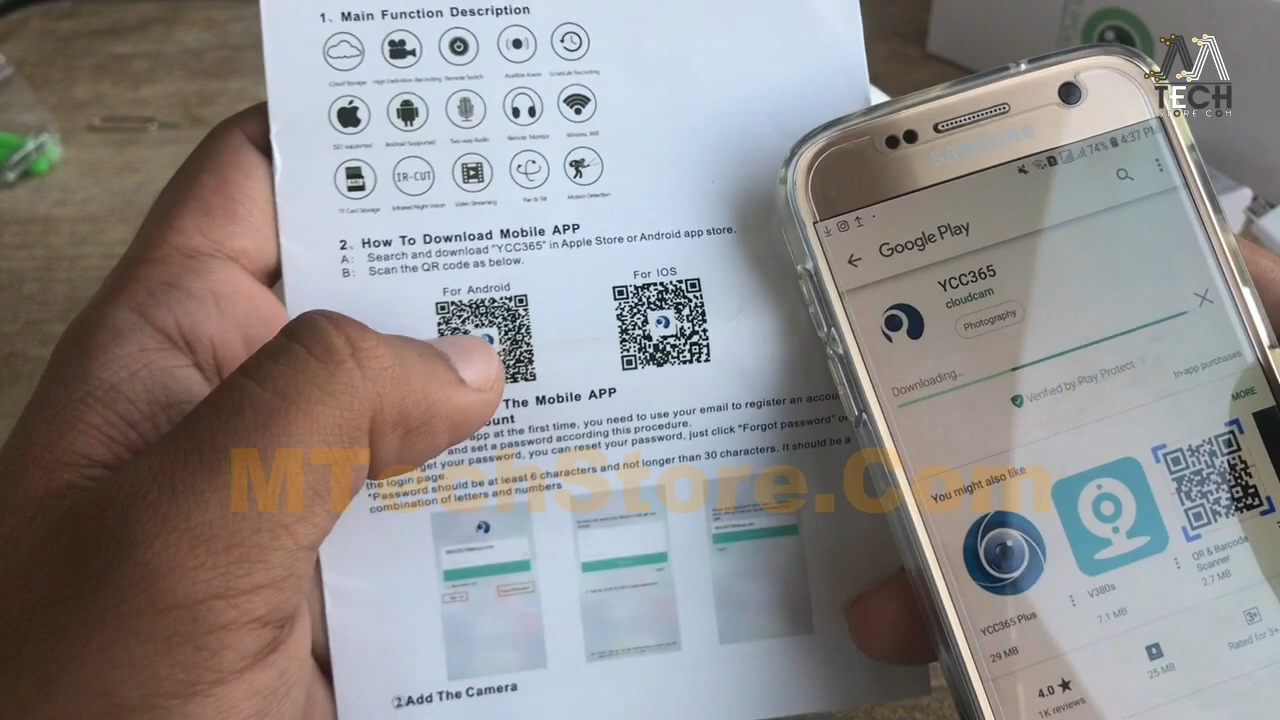 1、Main Function Description
Cloud Storage High Definition Recording Remote Switch Audible Alarm Schedule Recording
ISO supported Android Supported Two-way Audio Remote Monitor Wireless Wifi
IR-CUT
TF Card Storage Infrared Night Vision Video Streaming Pan & Tilt Motion Detection
2、How To Download Mobile APP
A: Search and download "YCC365" in Apple Store or Android app store.
B: Scan the QR code as below.
For Android For IOS
The Mobile APP
ount
app at the first time, you need to use your email to register an accou
and set a password according this procedure.
get your password, you can reset your password, just click "Forgot password" o
the login page.
*Password should be at least 6 characters and not longer than 30 characters. It should be a
combination of letters and numbers
②Add The Camera
SAMSUNG
74% 4:37 PM
Google Play
YCC365
cloudcam
Photography
Downloading...
Verified by Play Protect
In-app purchases
You might also like
MORE
YCC365 Plus
29 MB
V380s
7.1 MB
QR & Barcode
Scanner
2.7 MB
4.0 ★
1K reviews
25 MB
3+
Rated for 3+
MTechStore.Com
M
TECH
STORE.COM